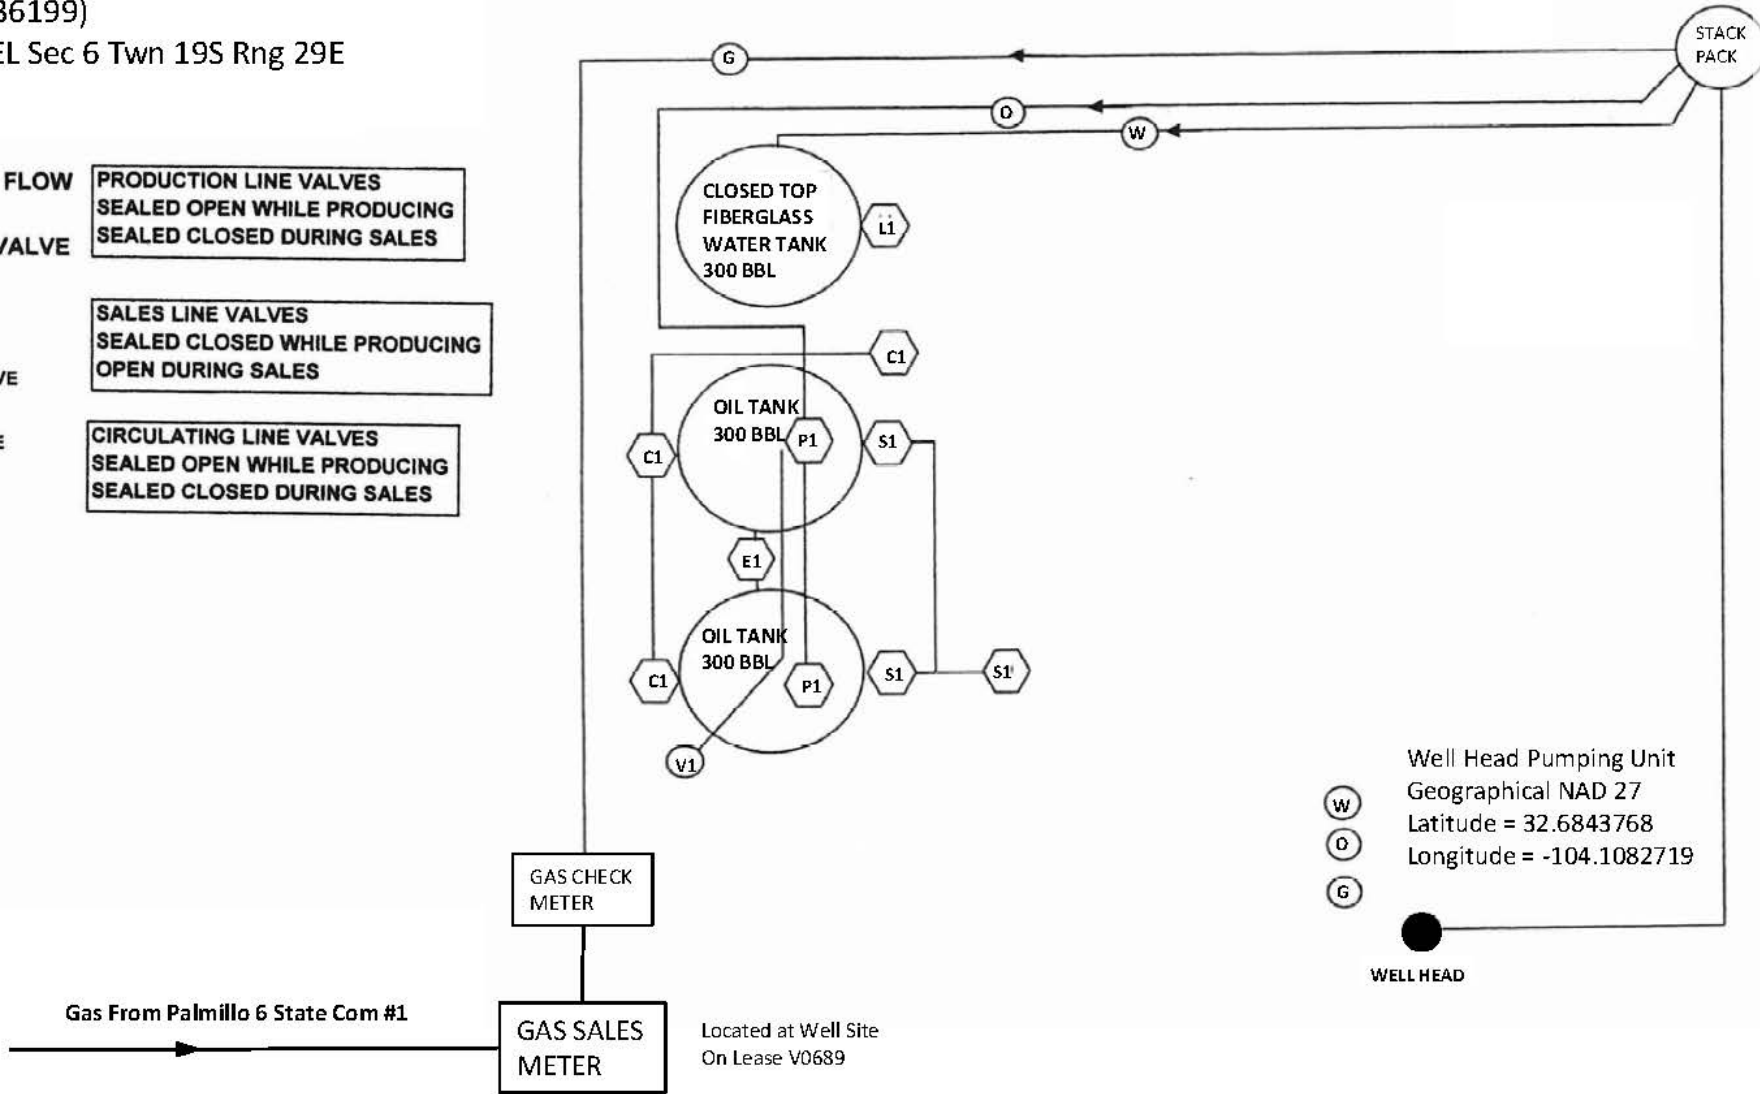 36199)
EL Sec 6 Twn 19S Rng 29E
FLOW
VALVE
VE
E
PRODUCTION LINE VALVES
SEALED OPEN WHILE PRODUCING
SEALED CLOSED DURING SALES
SALES LINE VALVES
SEALED CLOSED WHILE PRODUCING
OPEN DURING SALES
CIRCULATING LINE VALVES
SEALED OPEN WHILE PRODUCING
SEALED CLOSED DURING SALES
STACK
PACK
G
O
W
CLOSED TOP
FIBERGLASS
WATER TANK
300 BBL
L1
C1
OIL TANK
300 BBL
P1
S1
C1
E1
OIL TANK
300 BBL
P1
C1
S1
S1
V1
W
O
G
Well Head Pumping Unit
Geographical NAD 27
Latitude = 32.6843768
Longitude = -104.1082719
WELL HEAD
GAS CHECK
METER
Gas From Palmillo 6 State Com #1
GAS SALES
METER
Located at Well Site
On Lease V0689